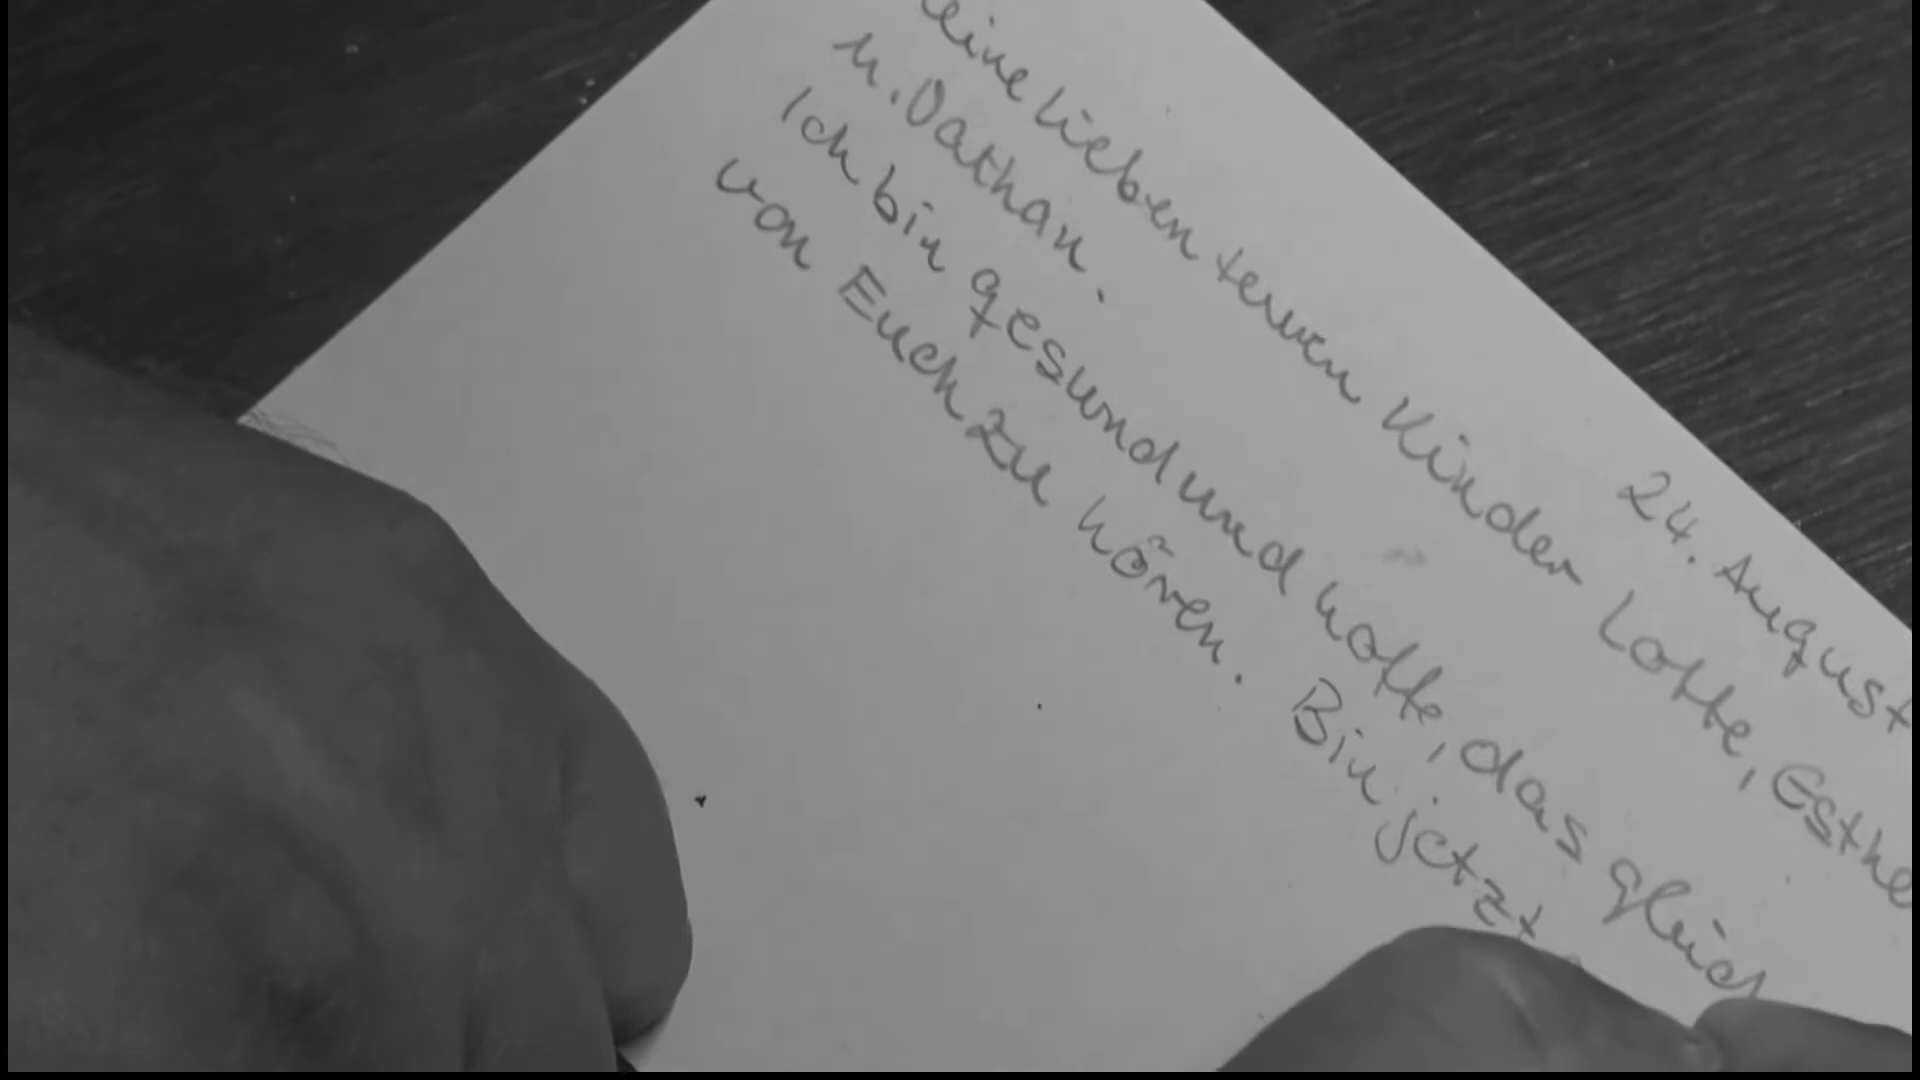 24. August
eine lieben teuren Kinder Lotte, Esthe
u. Dathan.
Ich bin gesund und hoffe, das gleich
von Euch zu hören. Bin jetzt